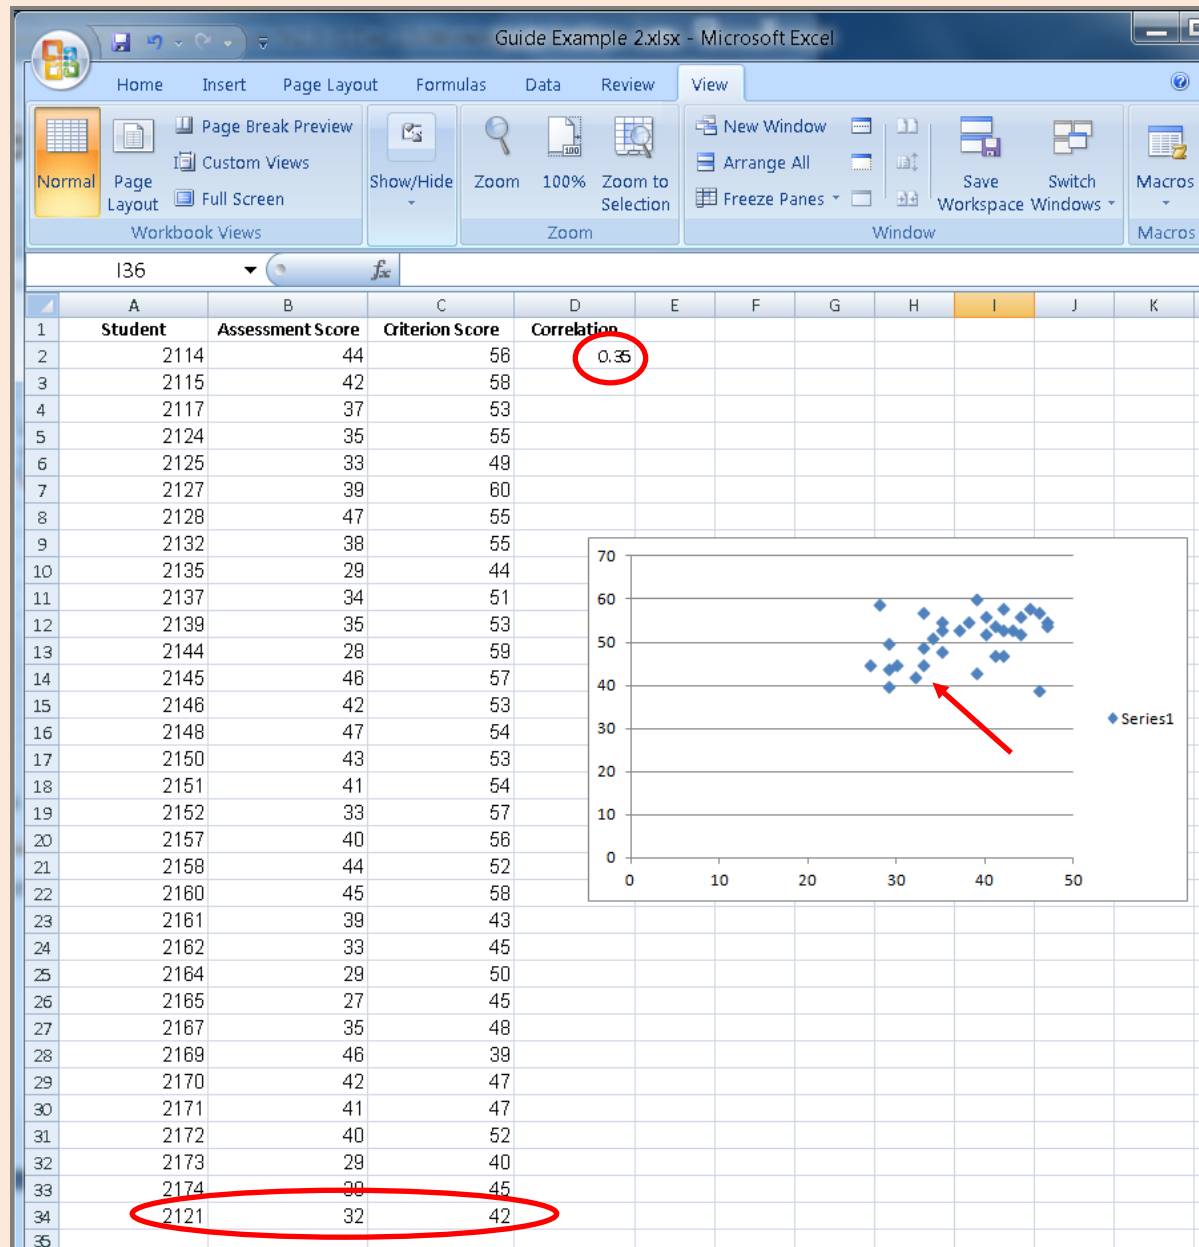 Guide Example 2.xlsx - Microsoft Excel
Home Insert Page Layout Formulas Data Review View
Normal
Page Layout
Page Break Preview
Custom Views
Full Screen
Workbook Views
Show/Hide
Zoom
100%
100
Zoom to Selection
Zoom
New Window
Arrange All
Freeze Panes
Save Workspace
Switch Windows
Window
Macros
Macros
I36 fx
A B C D E F G H I J K
1 Student Assessment Score Criterion Score Correlation
2 2114 44 56 0.35
3 2115 42 58
4 2117 37 53
5 2124 35 55
6 2125 33 49
7 2127 39 60
8 2128 47 55
9 2132 38 55
10 2135 29 44
11 2137 34 51
12 2139 35 53
13 2144 28 59
14 2145 46 57
15 2146 42 53
16 2148 47 54
17 2150 43 53
18 2151 41 54
19 2152 33 57
20 2157 40 56
21 2158 44 52
22 2160 45 58
23 2161 39 43
24 2162 33 45
25 2164 29 50
26 2165 27 45
27 2167 35 48
28 2169 46 39
29 2170 42 47
30 2171 41 47
31 2172 40 52
32 2173 29 40
33 2174 45
34 2121 32 42
35
70
60
50
40
30
20
10
0
0 10 20 30 40 50
Series1